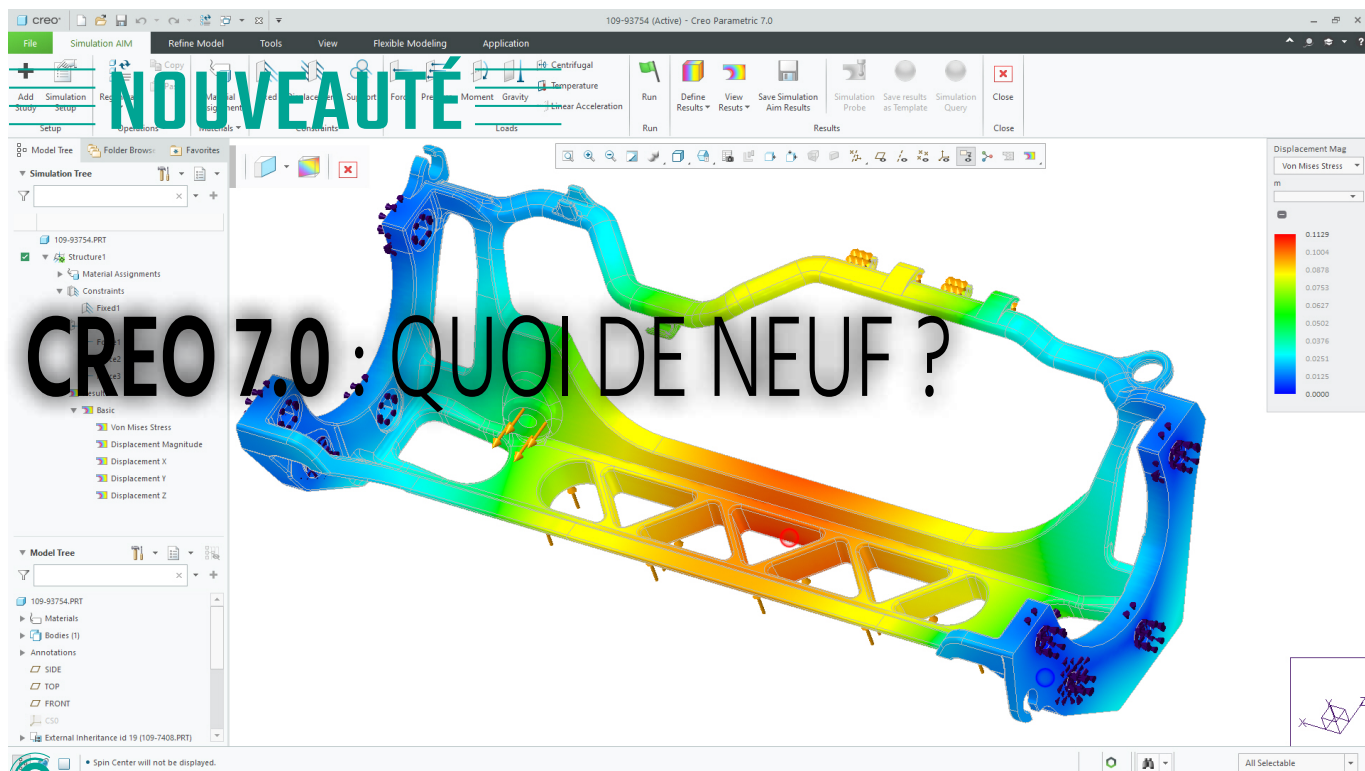 creo
109-93754 (Active) - Creo Parametric 7.0
File Simulation AIM Refine Model Tools View Flexible Modeling Application
NOUVEAUTÉ
Copy
Centrifugal
Temperature
Linear Acceleration
Add Study
Simulation Setup
Moment Gravity
Run
Define Results
View Resuts
Save Simulation Aim Results
Simulation Probe
Save results as Template
Simulation Query
Close
Setup Operations Materials Constraints Loads Run Results Close
Model Tree Folder Browse Favorites
Simulation Tree
109-93754.PRT
Structure1
Material Assignments
Constraints
Fixed1
CREO 7.0 : QUOI DE NEUF ?
Basic
Von Mises Stress
Displacement Magnitude
Displacement X
Displacement Y
Displacement Z
Model Tree
109-93754.PRT
Materials
Bodies (1)
Annotations
SIDE
TOP
FRONT
CS0
External Inheritance id 19 (109-7408.PRT)
Displacement Mag
Von Mises Stress
m
0.1129
0.1004
0.0878
0.0753
0.0627
0.0502
0.0376
0.0251
0.0125
0.0000
X Y Z
• Spin Center will not be displayed.
All Selectable